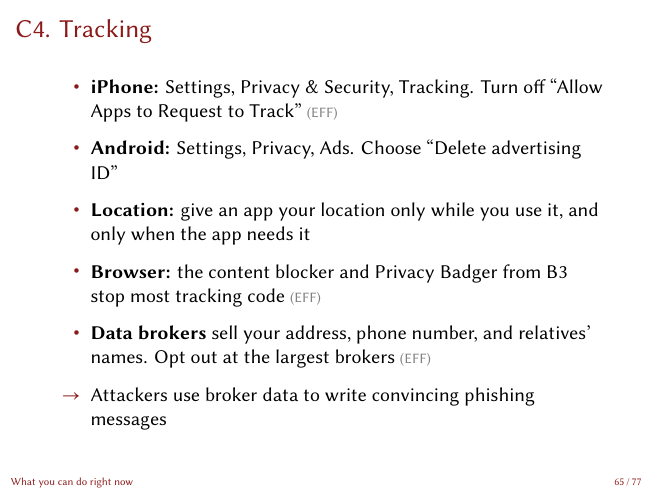 C4. Tracking
• iPhone: Settings, Privacy & Security, Tracking. Turn off “Allow
Apps to Request to Track” (EFF)
• Android: Settings, Privacy, Ads. Choose “Delete advertising
ID”
• Location: give an app your location only while you use it, and
only when the app needs it
• Browser: the content blocker and Privacy Badger from B3
stop most tracking code (EFF)
• Data brokers sell your address, phone number, and relatives’
names. Opt out at the largest brokers (EFF)
→ Attackers use broker data to write convincing phishing
messages
What you can do right now
65 / 77